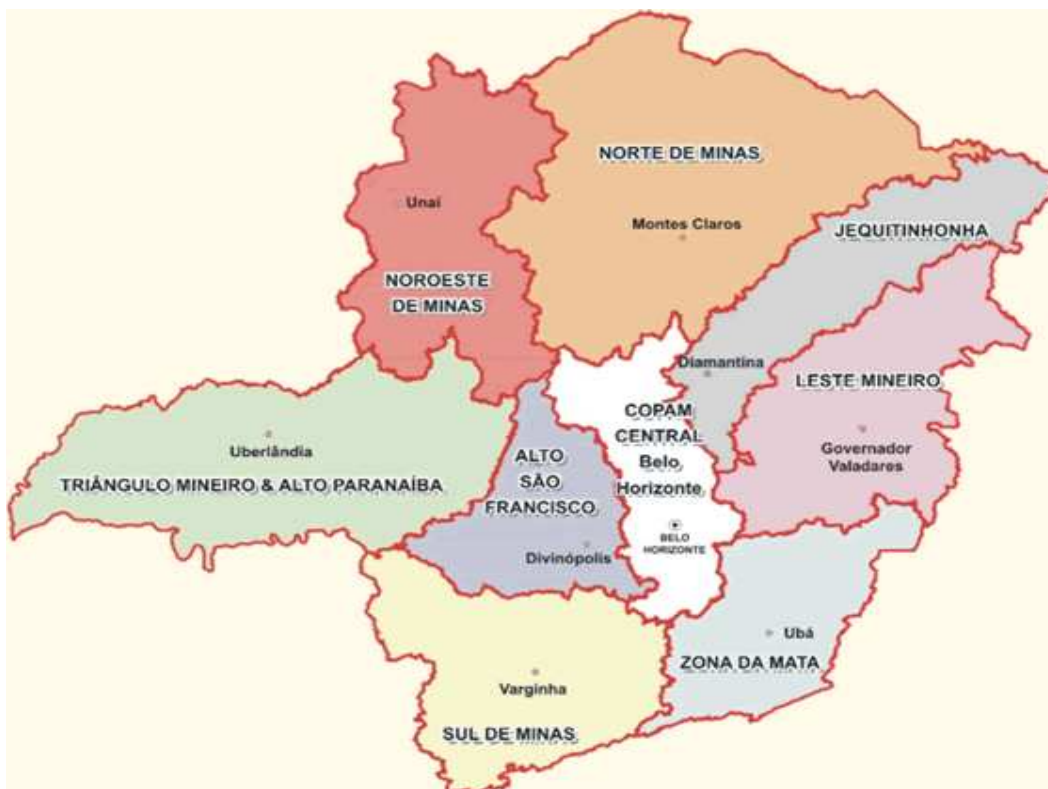 NORTE DE MINAS
Unaí
Montes Claros
JEQUITINHONHA
NOROESTE
DE MINAS
Diamantina
LESTE MINEIRO
COPAM
CENTRAL
Belo
Horizonte
Uberlândia
TRIÂNGULO MINEIRO & ALTO PARANAÍBA
ALTO
SÃO
FRANCISCO
Governador
Valadares
BELO
HORIZONTE
Divinópolis
Ubá
ZONA DA MATA
Varginha
SUL DE MINAS